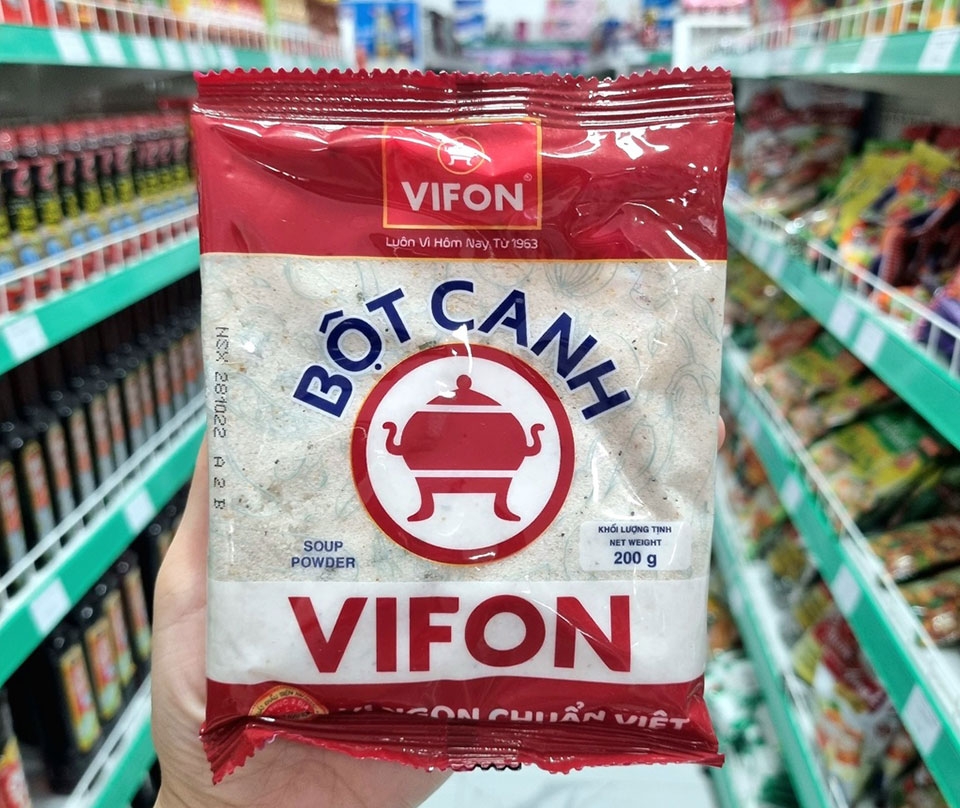 VIFON
Luôn Vì Hôm Nay Từ 1963
BỘT CANH
NSX 281022 A 2 B
SOUP
POWDER
KHỐI LƯỢNG TỊNH
NET WEIGHT
200 g
VIFON
VỊ NGON CHUẨN VIỆT